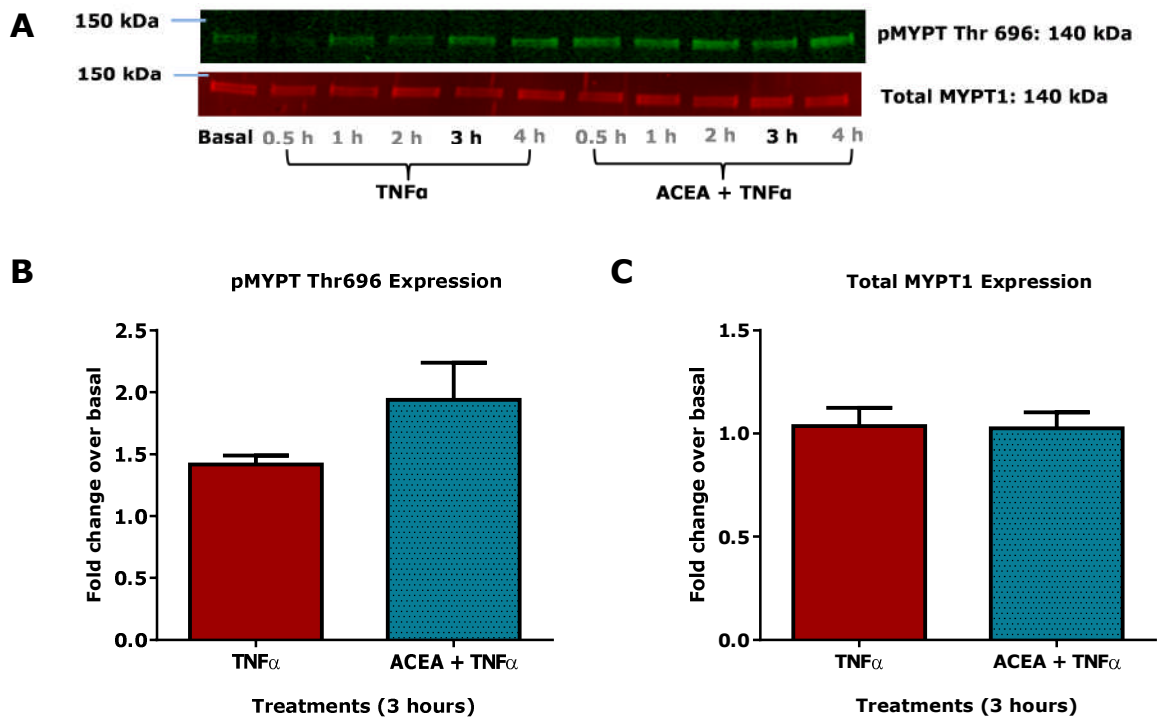 A
150 kDa
pMYPT Thr 696: 140 kDa
150 kDa
Total MYPT1: 140 kDa
Basal 0.5 h 1 h 2 h 3 h 4 h 0.5 h 1 h 2 h 3 h 4 h
TNFα ACEA + TNFα
B
pMYPT Thr696 Expression
Fold change over basal
2.5
2.0
1.5
1.0
0.5
0.0
TNFα ACEA + TNFα
Treatments (3 hours)
C
Total MYPT1 Expression
Fold change over basal
1.5
1.0
0.5
0.0
TNFα ACEA + TNFα
Treatments (3 hours)